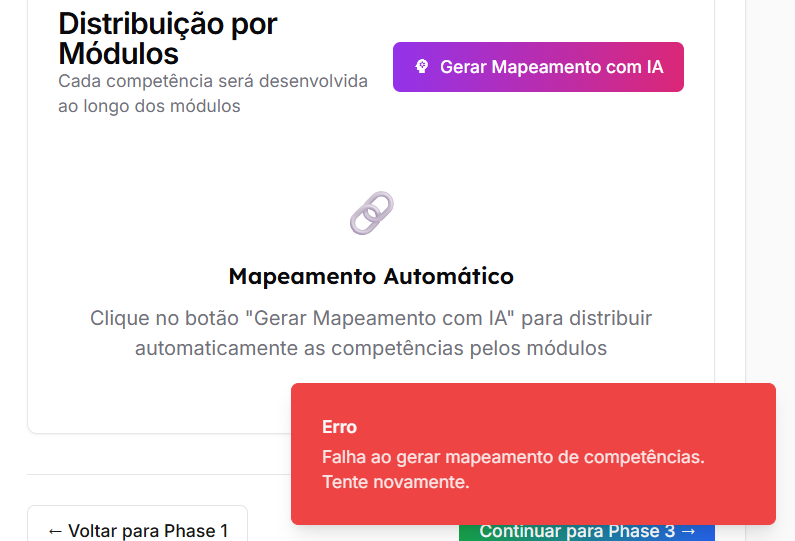 Distribuição por
Módulos
Cada competência será desenvolvida
ao longo dos módulos
Gerar Mapeamento com IA
Mapeamento Automático
Clique no botão "Gerar Mapeamento com IA" para distribuir
automaticamente as competências pelos módulos
Erro
Falha ao gerar mapeamento de competências.
Tente novamente.
← Voltar para Phase 1
Continuar para Phase 3 →